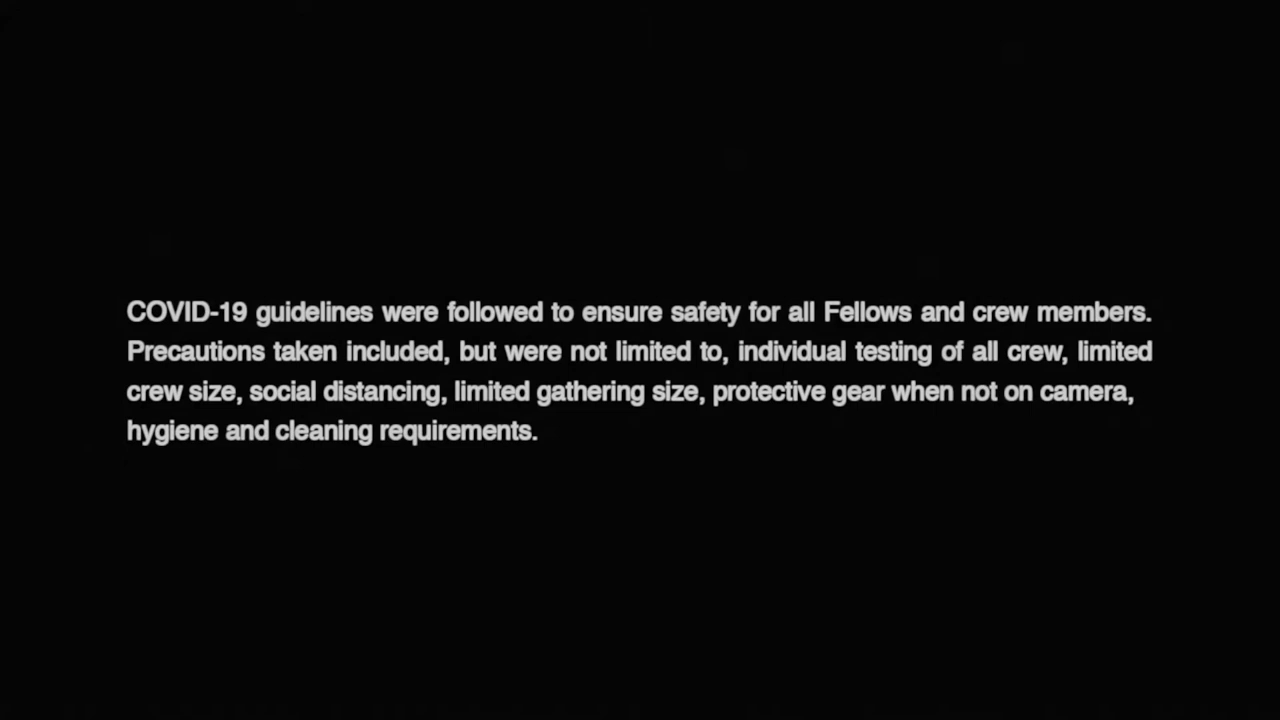 COVID-19 guidelines were followed to ensure safety for all Fellows and crew members.
Precautions taken included, but were not limited to, individual testing of all crew, limited
crew size, social distancing, limited gathering size, protective gear when not on camera,
hygiene and cleaning requirements.